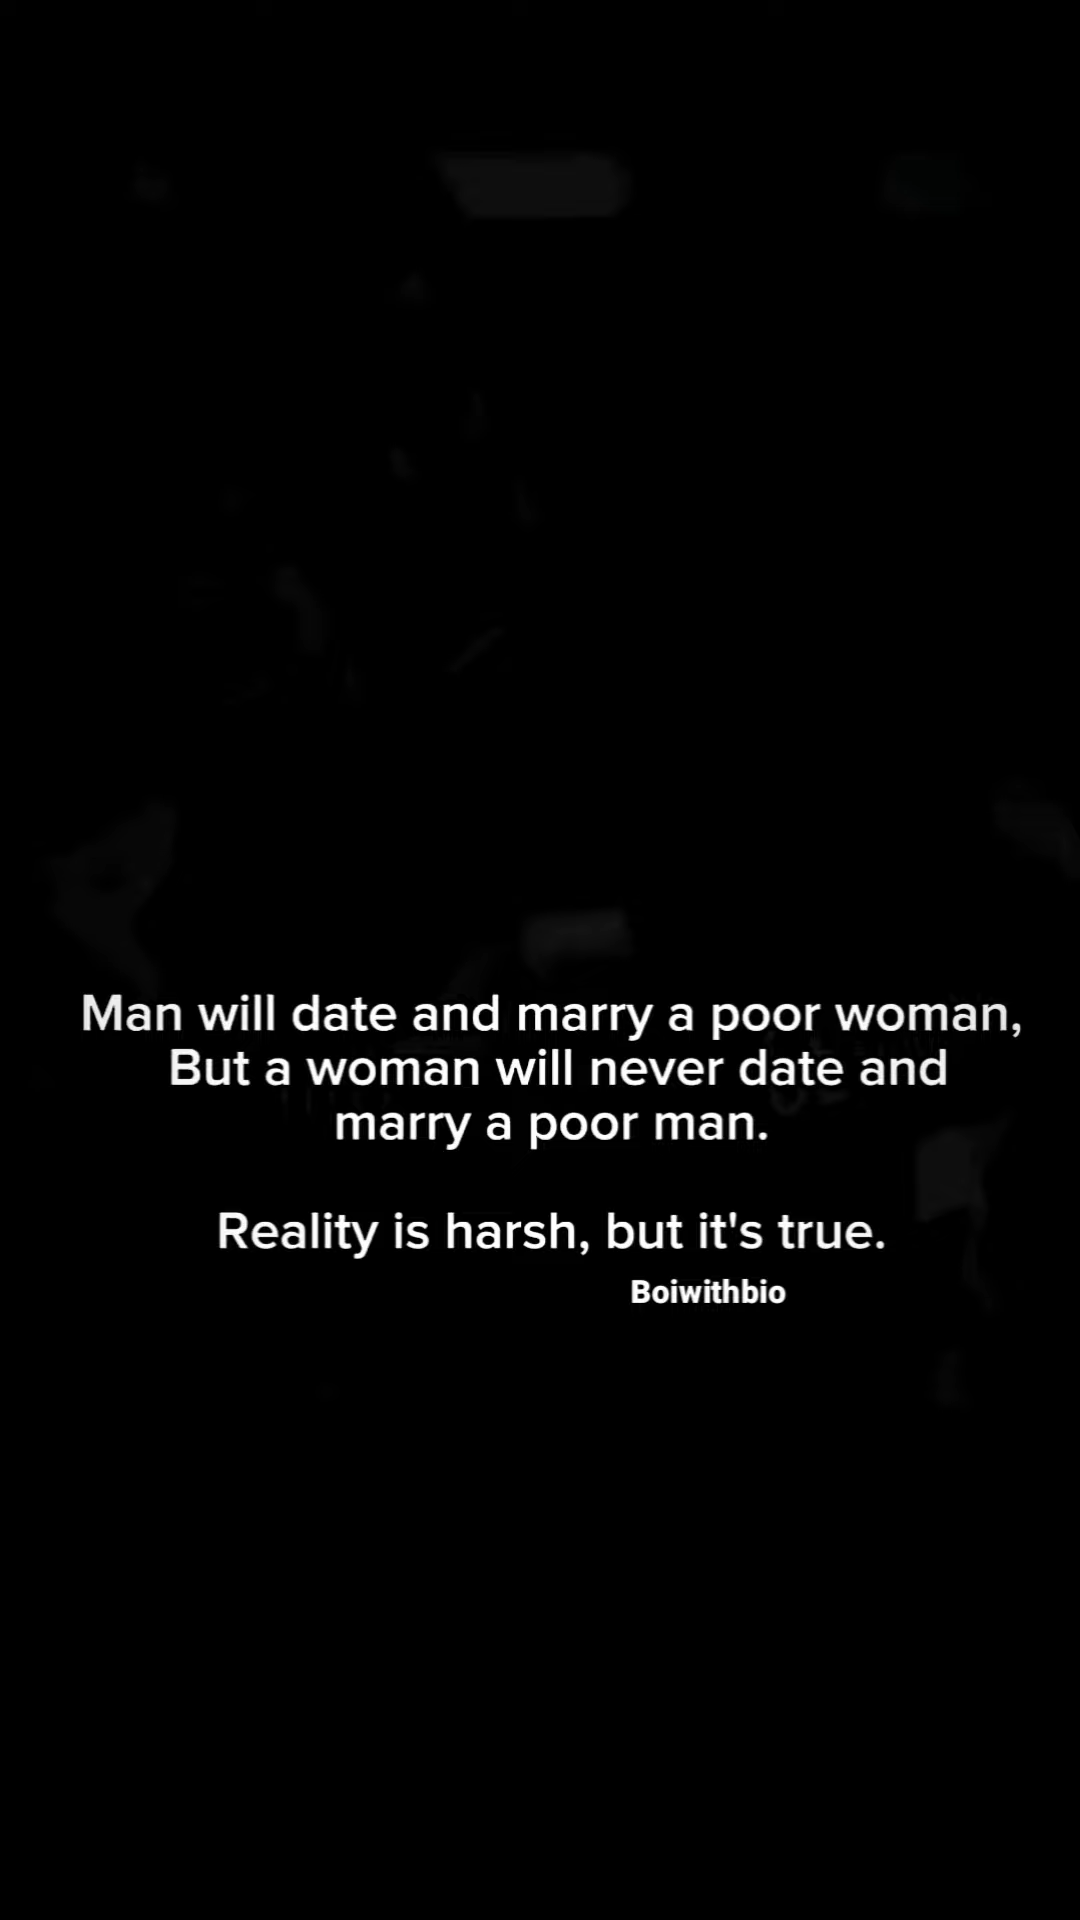 Man will date and marry a poor woman,
But a woman will never date and
marry a poor man.
Reality is harsh, but it's true.
Boiwithbio